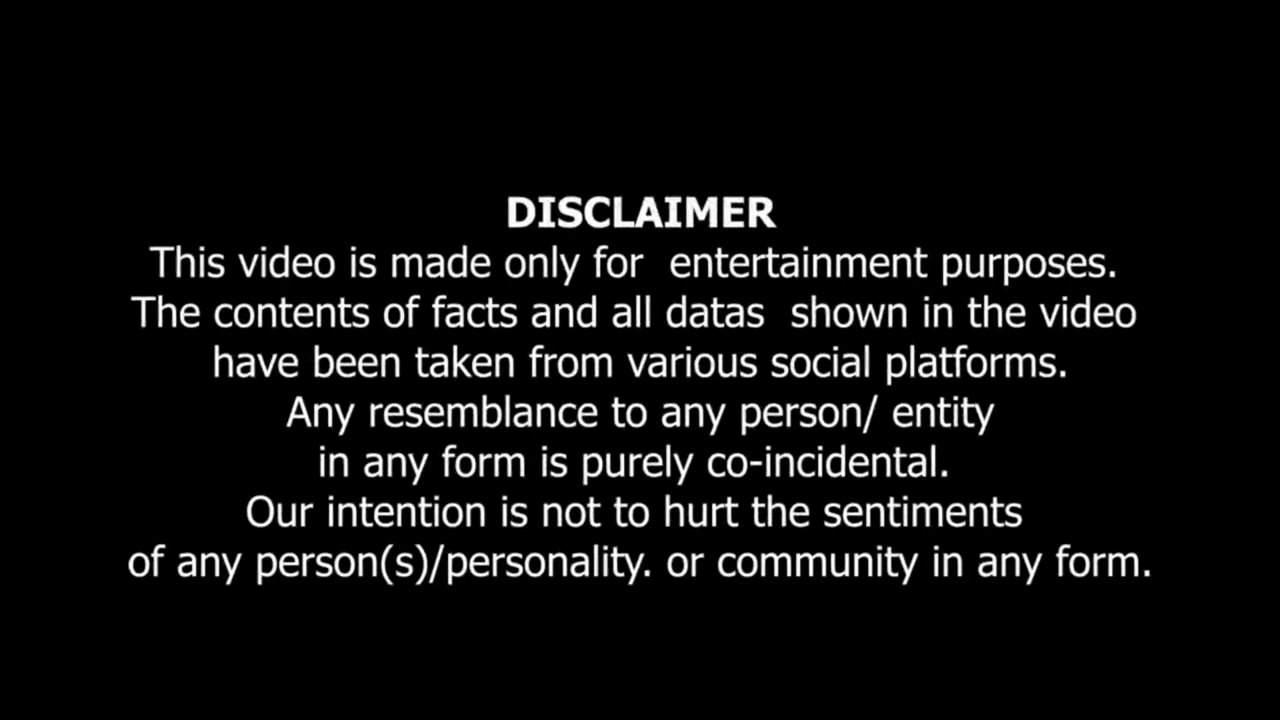 DISCLAIMER
This video is made only for  entertainment purposes.
The contents of facts and all datas  shown in the video
have been taken from various social platforms.
Any resemblance to any person/ entity
in any form is purely co-incidental.
Our intention is not to hurt the sentiments
of any person(s)/personality. or community in any form.